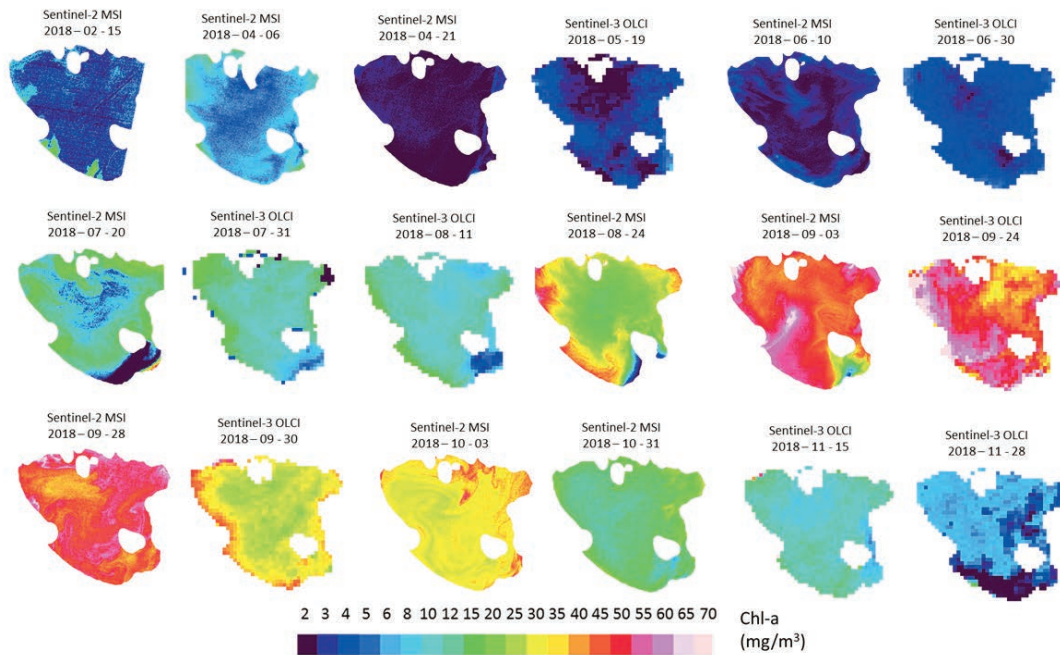 Sentinel-2 MSI
2018 – 02 - 15
Sentinel-2 MSI
2018 – 04 - 06
Sentinel-2 MSI
2018 – 04 - 21
Sentinel-3 OLCI
2018 – 05 - 19
Sentinel-2 MSI
2018 – 06 - 10
Sentinel-3 OLCI
2018 – 06 - 30
Sentinel-2 MSI
2018 – 07 - 20
Sentinel-3 OLCI
2018 – 07 - 31
Sentinel-3 OLCI
2018 – 08 - 11
Sentinel-2 MSI
2018 – 08 - 24
Sentinel-2 MSI
2018 – 09 - 03
Sentinel-3 OLCI
2018 – 09 - 24
Sentinel-2 MSI
2018 – 09 - 28
Sentinel-3 OLCI
2018 – 09 - 30
Sentinel-2 MSI
2018 – 10 - 03
Sentinel-2 MSI
2018 – 10 - 31
Sentinel-3 OLCI
2018 – 11 - 15
Sentinel-3 OLCI
2018 – 11 - 28
2 3 4 5 6 8 10 12 15 20 25 30 35 40 45 50 55 60 65 70
Chl-a
(mg/m³)